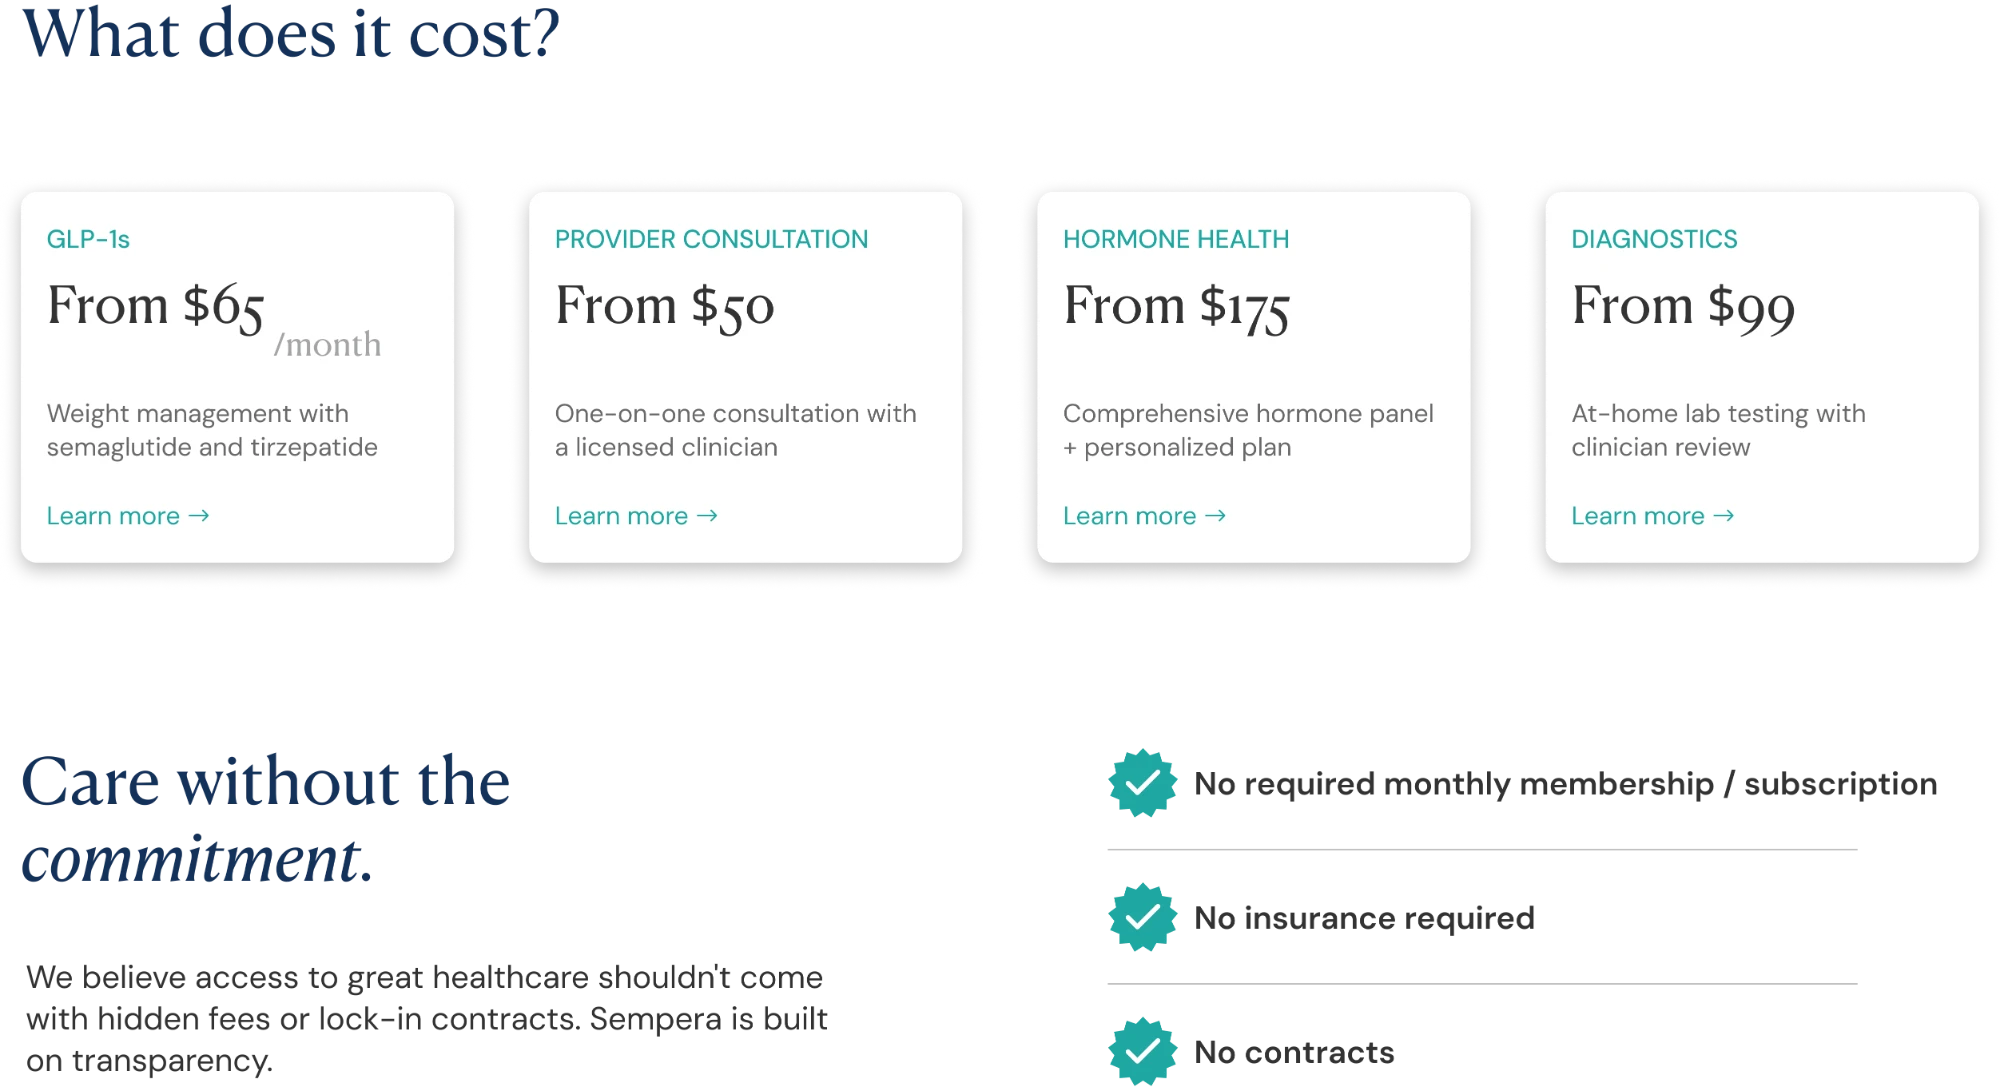 What does it cost?
GLP-1s
From $65 /month
Weight management with
semaglutide and tirzepatide
Learn more →
PROVIDER CONSULTATION
From $50
One-on-one consultation with
a licensed clinician
Learn more →
HORMONE HEALTH
From $175
Comprehensive hormone panel
+ personalized plan
Learn more →
DIAGNOSTICS
From $99
At-home lab testing with
clinician review
Learn more →
Care without the
commitment.
We believe access to great healthcare shouldn't come
with hidden fees or lock-in contracts. Sempera is built
on transparency.
No required monthly membership / subscription
No insurance required
No contracts